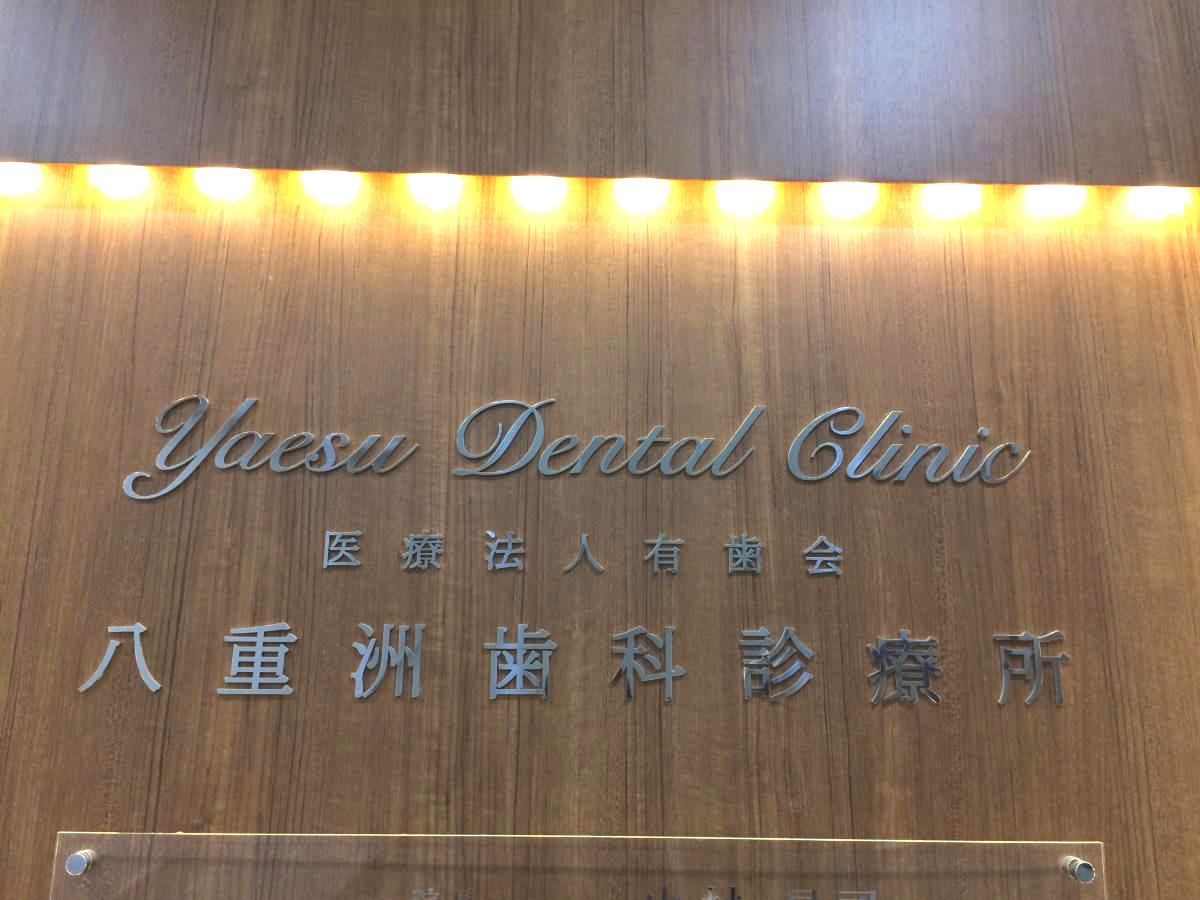 Yaesu Dental Clinic
医療法人有歯会
八重洲歯科診療所